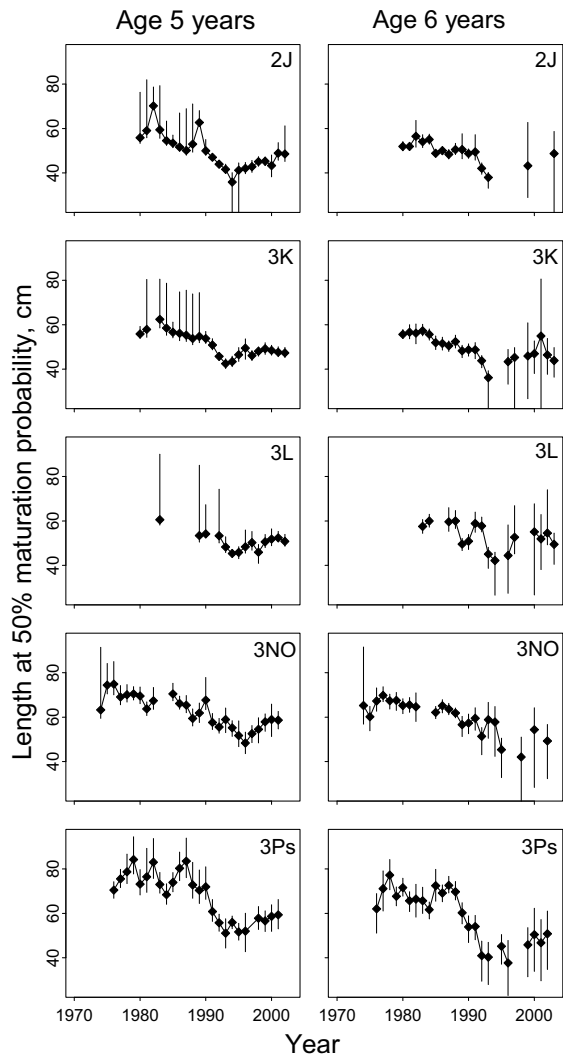 Age 5 years Age 6 years
2J 2J
80
60
40
3K 3K
80
60
40
3L 3L
80
60
40
3NO 3NO
80
60
40
3Ps 3Ps
80
60
40
1970 1980 1990 2000 1970 1980 1990 2000
Year
Length at 50% maturation probability, cm